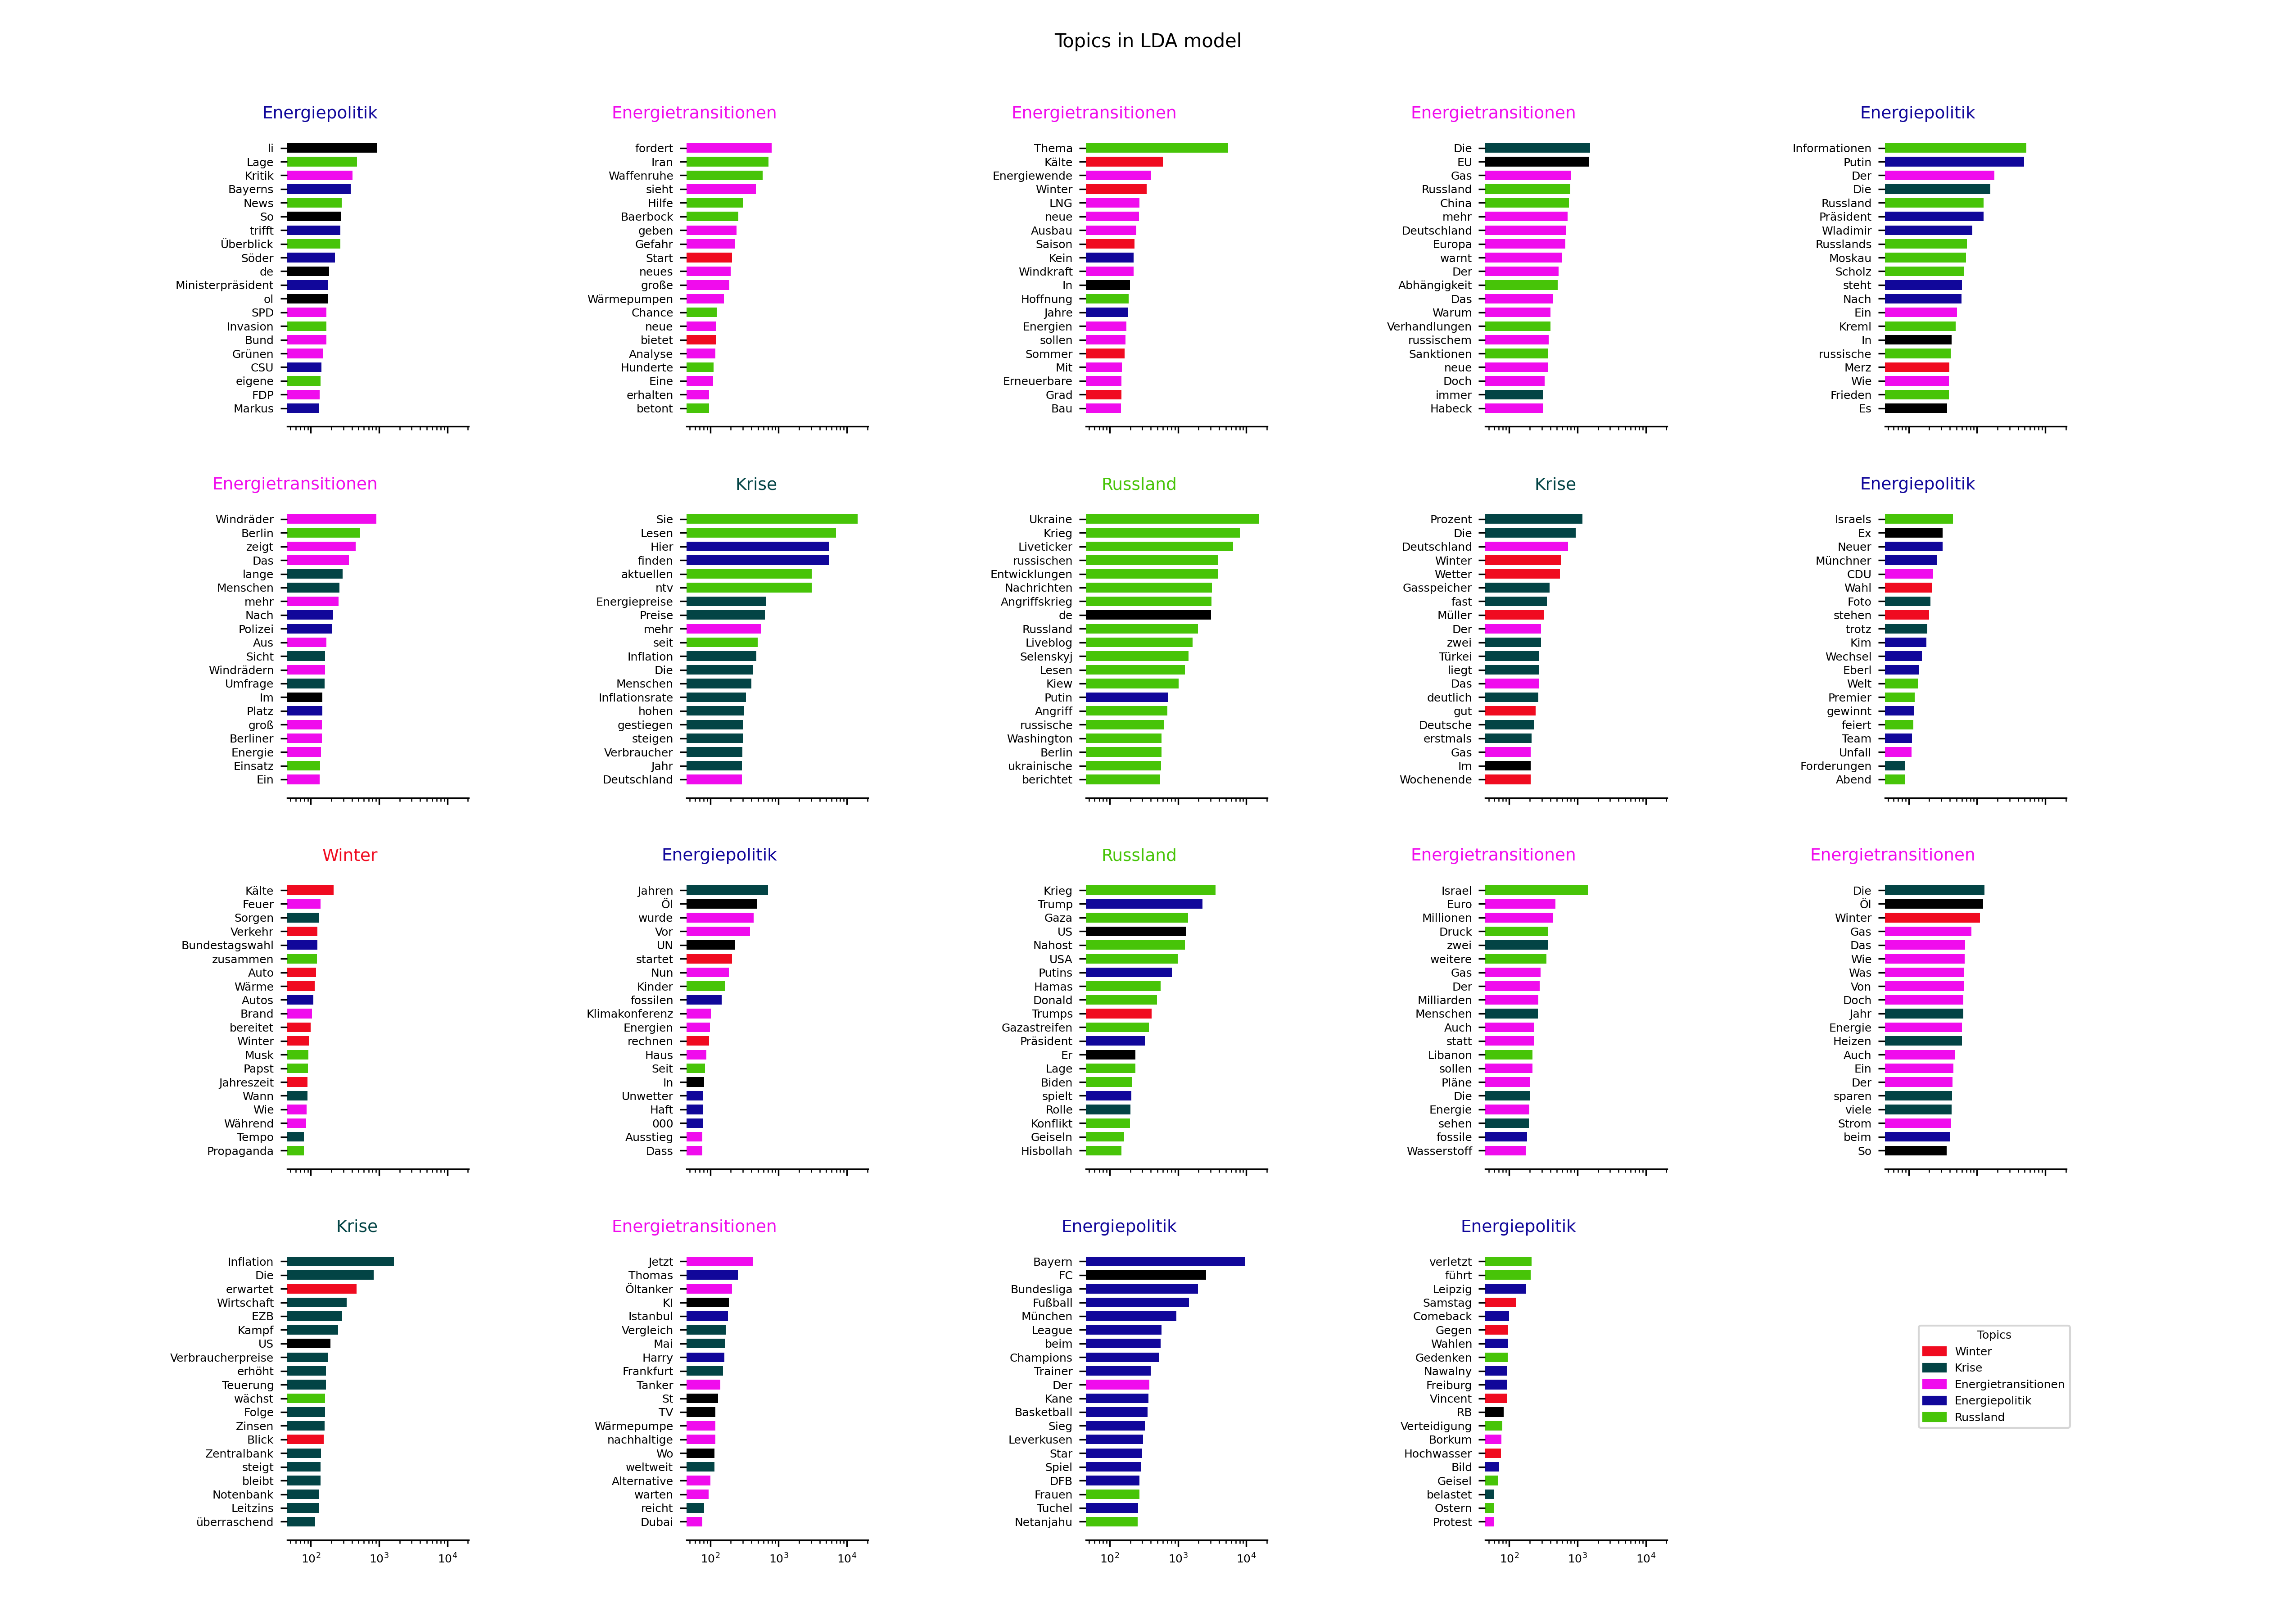 Topics in LDA model
Energiepolitik
li
Lage
Kritik
Bayerns
News
So
trifft
Überblick
Söder
de
Ministerpräsident
ol
SPD
Invasion
Bund
Grünen
CSU
eigene
FDP
Markus
Energietransitionen
fordert
Iran
Waffenruhe
sieht
Hilfe
Baerbock
geben
Gefahr
Start
neues
große
Wärmepumpen
Chance
neue
bietet
Analyse
Hunderte
Eine
erhalten
betont
Energietransitionen
Thema
Kälte
Energiewende
Winter
LNG
neue
Ausbau
Saison
Kein
Windkraft
In
Hoffnung
Jahre
Energien
sollen
Sommer
Mit
Erneuerbare
Grad
Bau
Energietransitionen
Die
EU
Gas
Russland
China
mehr
Deutschland
Europa
warnt
Der
Abhängigkeit
Das
Warum
Verhandlungen
russischem
Sanktionen
neue
Doch
immer
Habeck
Energiepolitik
Informationen
Putin
Der
Die
Russland
Präsident
Wladimir
Russlands
Moskau
Scholz
steht
Nach
Ein
Kreml
In
russische
Merz
Wie
Frieden
Es
Energietransitionen
Windräder
Berlin
zeigt
Das
lange
Menschen
mehr
Nach
Polizei
Aus
Sicht
Windrädern
Umfrage
Im
Platz
groß
Berliner
Energie
Einsatz
Ein
Krise
Sie
Lesen
Hier
finden
aktuellen
ntv
Energiepreise
Preise
mehr
seit
Inflation
Die
Menschen
Inflationsrate
hohen
gestiegen
steigen
Verbraucher
Jahr
Deutschland
Russland
Ukraine
Krieg
Liveticker
russischen
Entwicklungen
Nachrichten
Angriffskrieg
de
Russland
Liveblog
Selenskyj
Lesen
Kiew
Putin
Angriff
russische
Washington
Berlin
ukrainische
berichtet
Krise
Prozent
Die
Deutschland
Winter
Wetter
Gasspeicher
fast
Müller
Der
zwei
Türkei
liegt
Das
deutlich
gut
Deutsche
erstmals
Gas
Im
Wochenende
Energiepolitik
Israels
Ex
Neuer
Münchner
CDU
Wahl
Foto
stehen
trotz
Kim
Wechsel
Eberl
Welt
Premier
gewinnt
feiert
Team
Unfall
Forderungen
Abend
Winter
Kälte
Feuer
Sorgen
Verkehr
Bundestagswahl
zusammen
Auto
Wärme
Autos
Brand
bereitet
Winter
Musk
Papst
Jahreszeit
Wann
Wie
Während
Tempo
Propaganda
Energiepolitik
Jahren
Öl
wurde
Vor
UN
startet
Nun
Kinder
fossilen
Klimakonferenz
Energien
rechnen
Haus
Seit
In
Unwetter
Haft
000
Ausstieg
Dass
Russland
Krieg
Trump
Gaza
US
Nahost
USA
Putins
Hamas
Donald
Trumps
Gazastreifen
Präsident
Er
Lage
Biden
spielt
Rolle
Konflikt
Geiseln
Hisbollah
Energietransitionen
Israel
Euro
Millionen
Druck
zwei
weitere
Gas
Der
Milliarden
Menschen
Auch
statt
Libanon
sollen
Pläne
Die
Energie
sehen
fossile
Wasserstoff
Energietransitionen
Die
Öl
Winter
Gas
Das
Wie
Was
Von
Doch
Jahr
Energie
Heizen
Auch
Ein
Der
sparen
viele
Strom
beim
So
Krise
Inflation
Die
erwartet
Wirtschaft
EZB
Kampf
US
Verbraucherpreise
erhöht
Teuerung
wächst
Folge
Zinsen
Blick
Zentralbank
steigt
bleibt
Notenbank
Leitzins
überraschend
10² 10³ 10⁴
Energietransitionen
Jetzt
Thomas
Öltanker
KI
Istanbul
Vergleich
Mai
Harry
Frankfurt
Tanker
St
TV
Wärmepumpe
nachhaltige
Wo
weltweit
Alternative
warten
reicht
Dubai
10² 10³ 10⁴
Energiepolitik
Bayern
FC
Bundesliga
Fußball
München
League
beim
Champions
Trainer
Der
Kane
Basketball
Sieg
Leverkusen
Star
Spiel
DFB
Frauen
Tuchel
Netanjahu
10² 10³ 10⁴
Energiepolitik
verletzt
führt
Leipzig
Samstag
Comeback
Gegen
Wahlen
Gedenken
Nawalny
Freiburg
Vincent
RB
Verteidigung
Borkum
Hochwasser
Bild
Geisel
belastet
Ostern
Protest
10² 10³ 10⁴
Topics
Winter
Krise
Energietransitionen
Energiepolitik
Russland